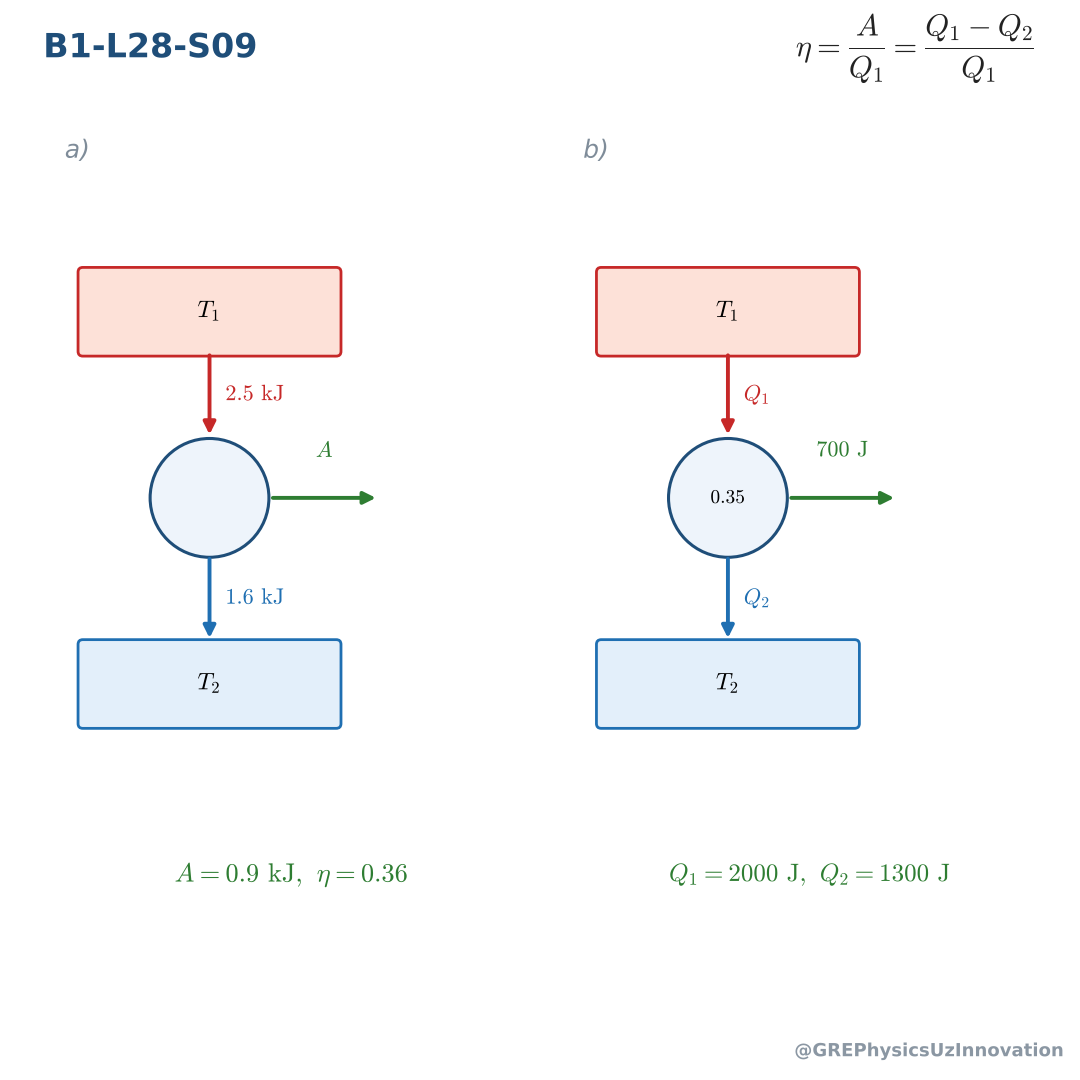 B1-L28-S09
η = A/Q₁ = (Q₁ − Q₂)/Q₁
a)
T₁
2.5 kJ
A
1.6 kJ
T₂
A = 0.9 kJ, η = 0.36
b)
T₁
Q₁
700 J
0.35
Q₂
T₂
Q₁ = 2000 J, Q₂ = 1300 J
@GREPhysicsUzInnovation